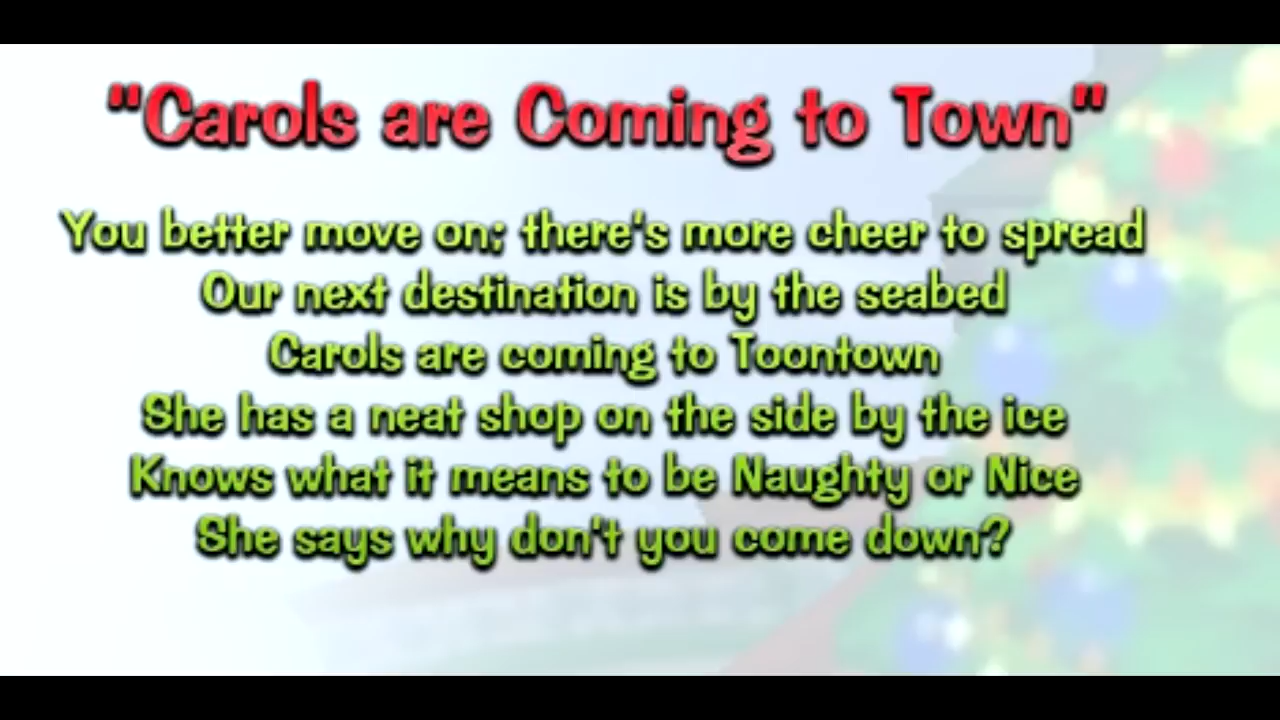 "Carols are Coming to Town"
You better move on; there's more cheer to spread
Our next destination is by the seabed
Carols are coming to Toontown
She has a neat shop on the side by the ice
Knows what it means to be Naughty or Nice
She says why don't you come down?